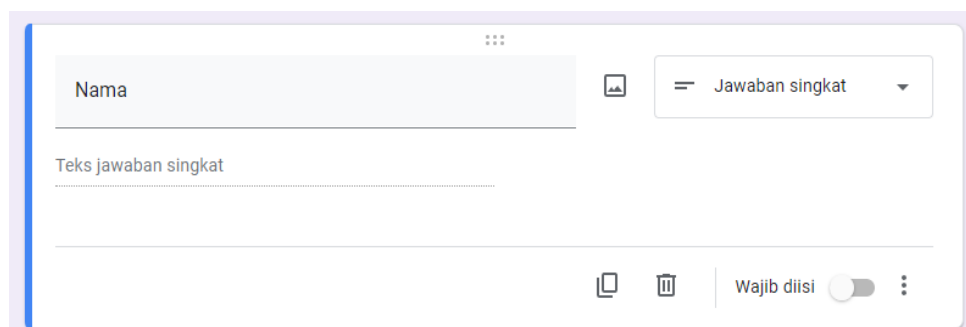 Nama
Jawaban singkat
Teks jawaban singkat
Wajib diisi